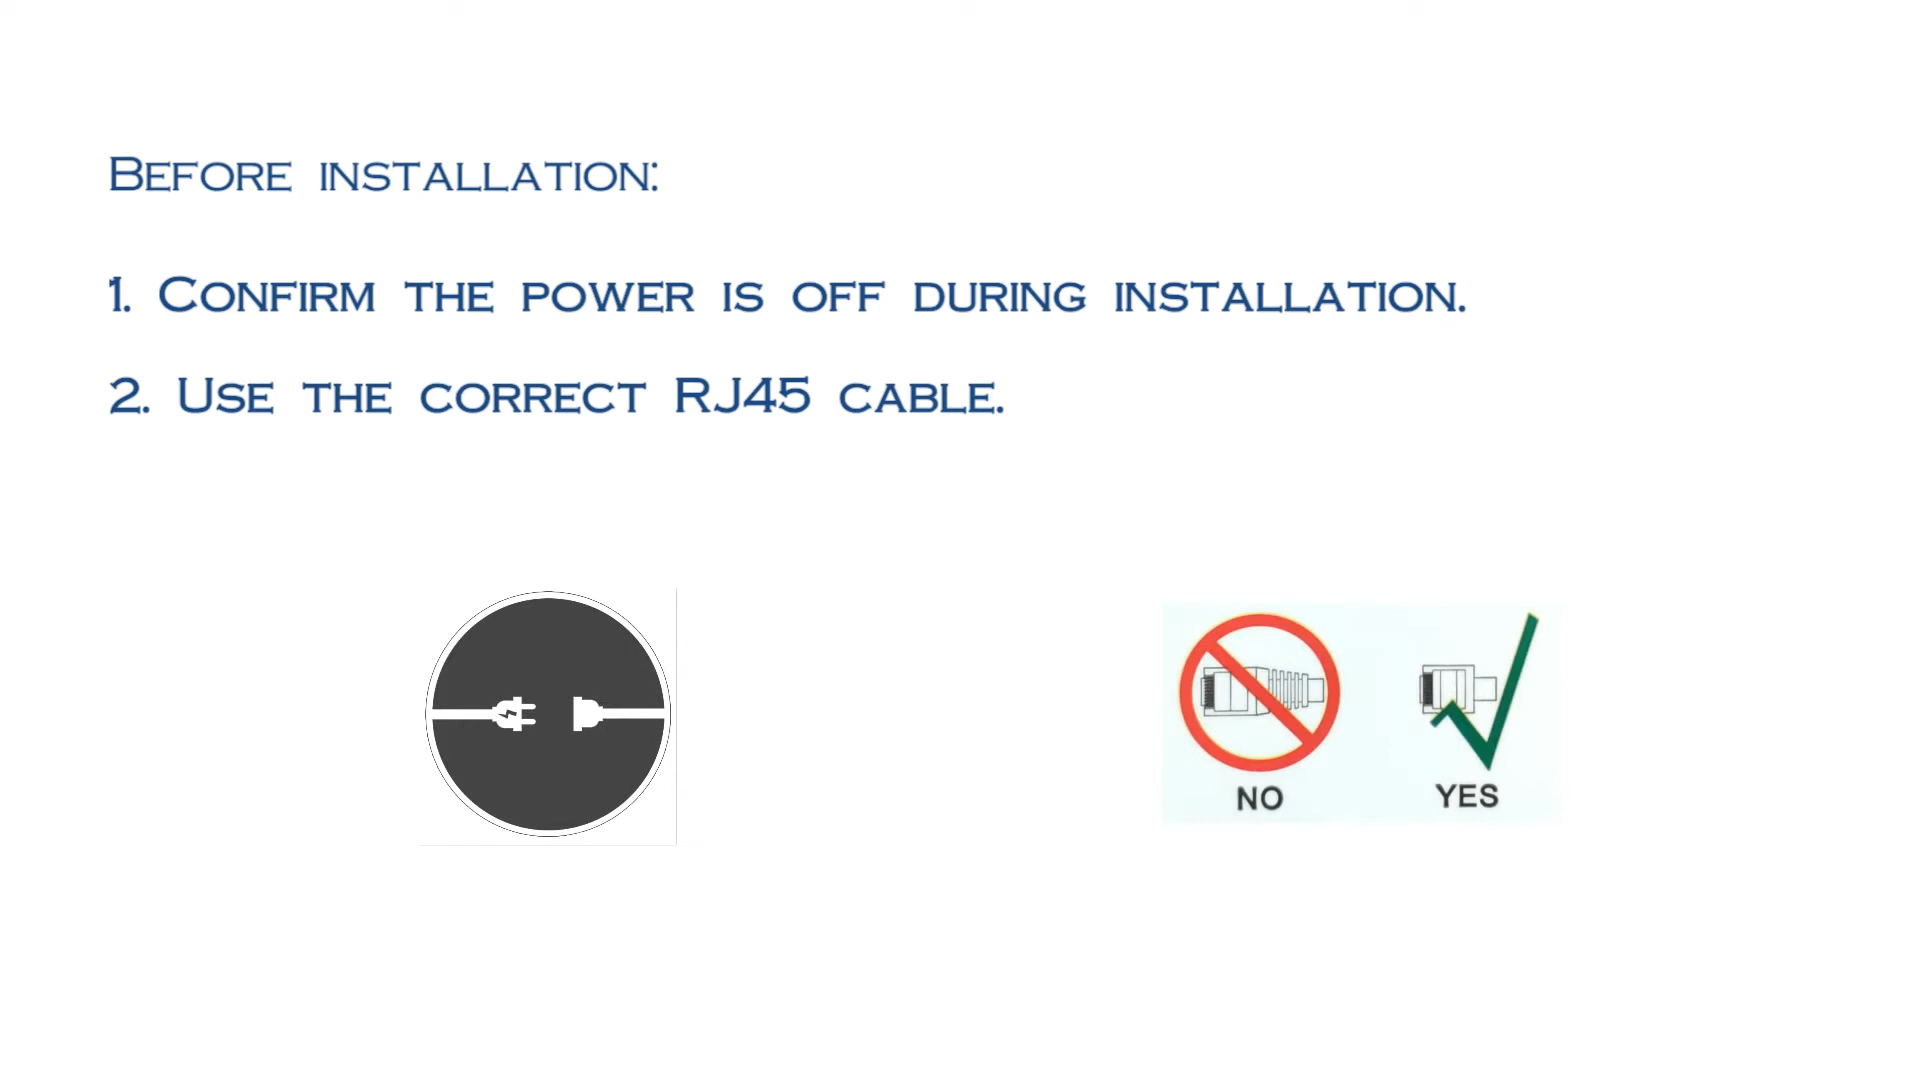 Before installation:
1. Confirm the power is off during installation.
2. Use the correct RJ45 cable.
NO
YES